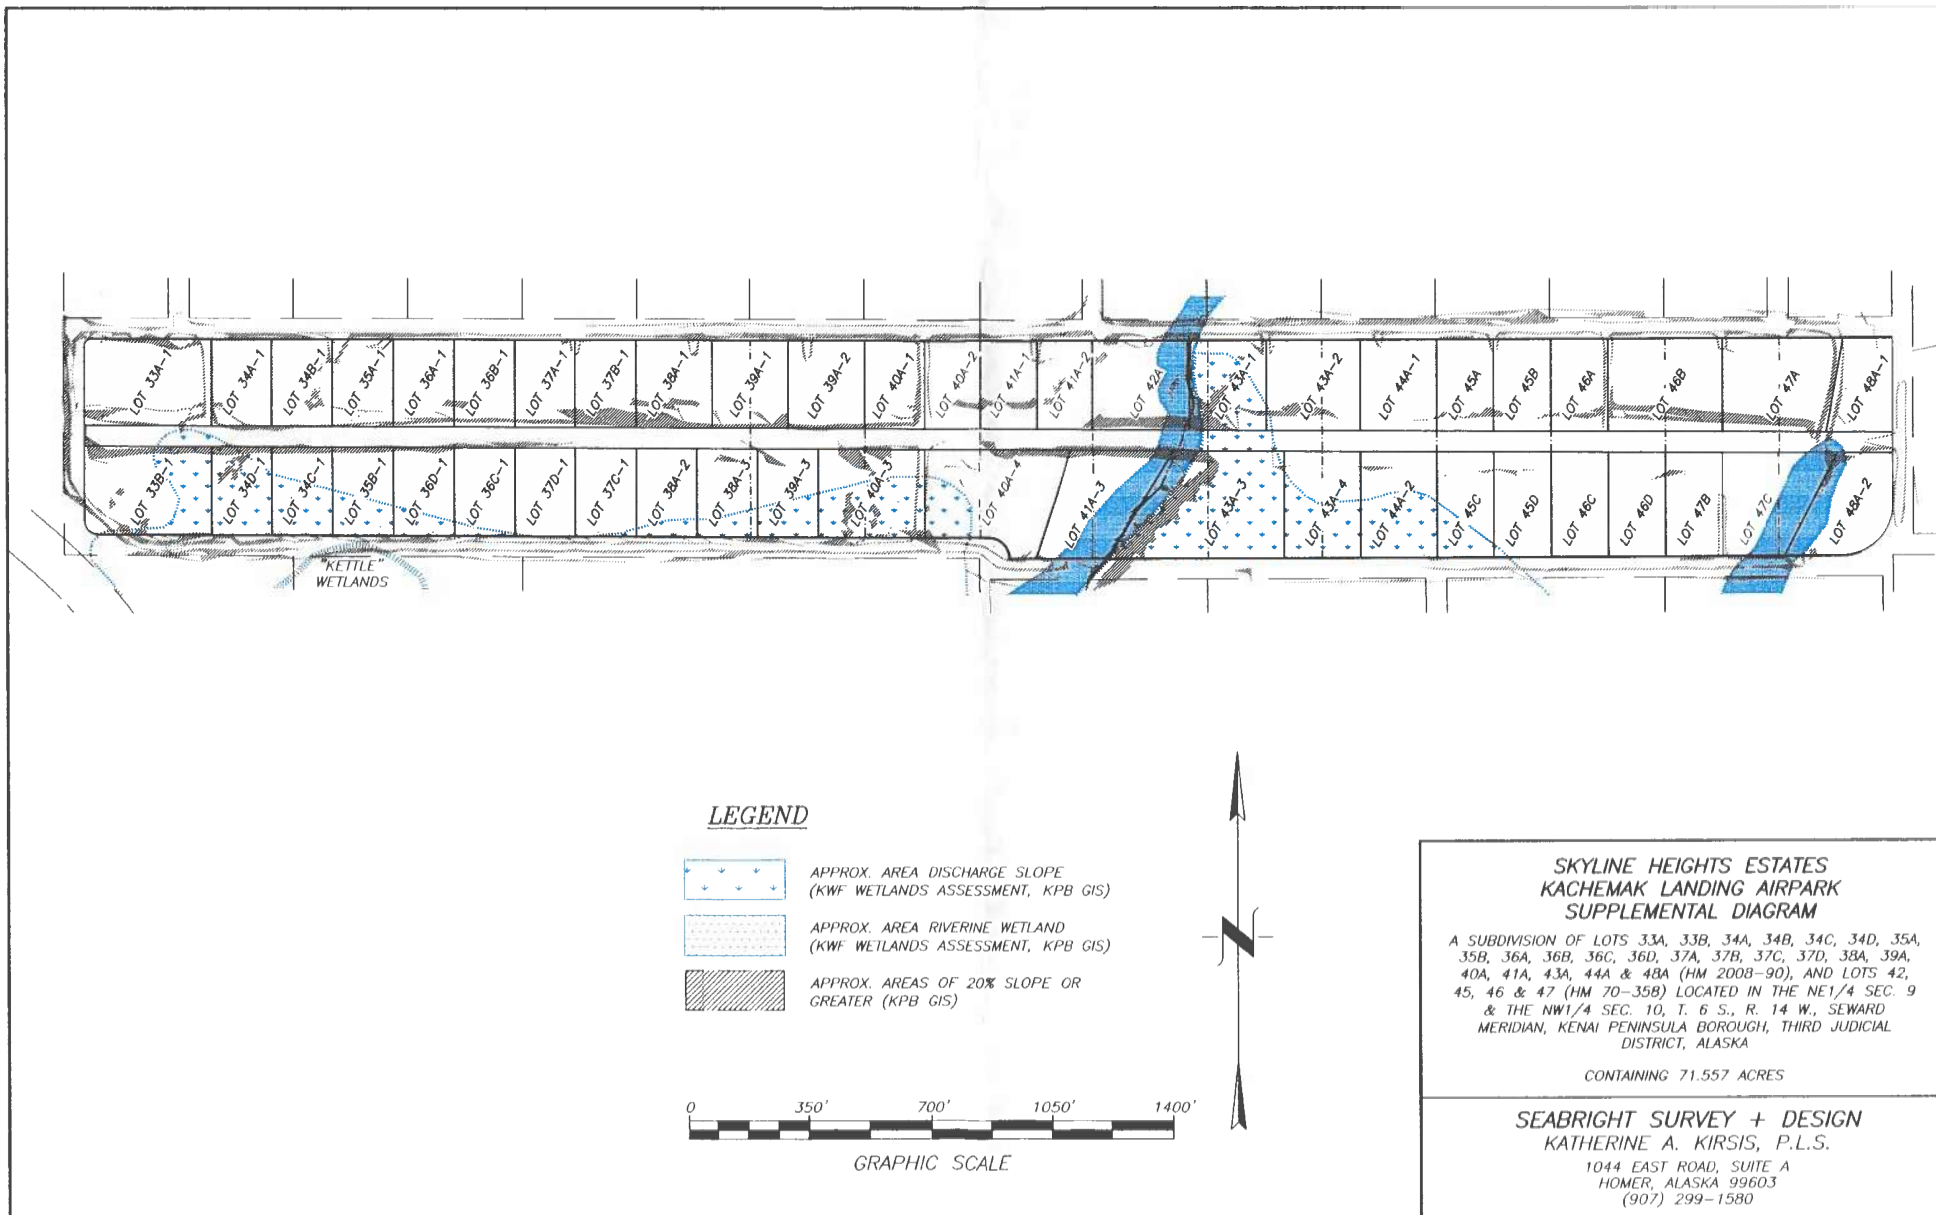 LOT 33A-1
LOT 34A-1
LOT 34B-1
LOT 35A-1
LOT 36A-1
LOT 36B-1
LOT 37A-1
LOT 37B-1
LOT 38A-1
LOT 39A-1
LOT 39A-2
LOT 40A-1
LOT 40A-2
LOT 41A-1
LOT 41A-2
LOT 42A
LOT 43A-1
LOT 43A-2
LOT 44A-1
LOT 45A
LOT 45B
LOT 46A
LOT 46B
LOT 47A
LOT 48A-1
LOT 33B-1
LOT 34D-1
LOT 34C-1
LOT 35B-1
LOT 36D-1
LOT 36C-1
LOT 37D-1
LOT 37C-1
LOT 38A-2
LOT 38A-3
LOT 39A-3
LOT 40A-3
LOT 40A-4
LOT 41A-3
LOT 43A-3
LOT 43A-4
LOT 44A-2
LOT 45C
LOT 45D
LOT 46C
LOT 46D
LOT 47B
LOT 47C
LOT 48A-2
"KETTLE"
WETLANDS
LEGEND
APPROX. AREA DISCHARGE SLOPE
(KWF WETLANDS ASSESSMENT, KPB GIS)
APPROX. AREA RIVERINE WETLAND
(KWF WETLANDS ASSESSMENT, KPB GIS)
APPROX. AREAS OF 20% SLOPE OR
GREATER (KPB GIS)
N
0 350' 700' 1050' 1400'
GRAPHIC SCALE
SKYLINE HEIGHTS ESTATES
KACHEMAK LANDING AIRPARK
SUPPLEMENTAL DIAGRAM
A SUBDIVISION OF LOTS 33A, 33B, 34A, 34B, 34C, 34D, 35A,
35B, 36A, 36B, 36C, 36D, 37A, 37B, 37C, 37D, 38A, 39A,
40A, 41A, 43A, 44A & 48A (HM 2008-90), AND LOTS 42,
45, 46 & 47 (HM 70-358) LOCATED IN THE NE1/4 SEC. 9
& THE NW1/4 SEC. 10, T. 6 S., R. 14 W., SEWARD
MERIDIAN, KENAI PENINSULA BOROUGH, THIRD JUDICIAL
DISTRICT, ALASKA
CONTAINING 71.557 ACRES
SEABRIGHT SURVEY + DESIGN
KATHERINE A. KIRSIS, P.L.S.
1044 EAST ROAD, SUITE A
HOMER, ALASKA 99603
(907) 299-1580